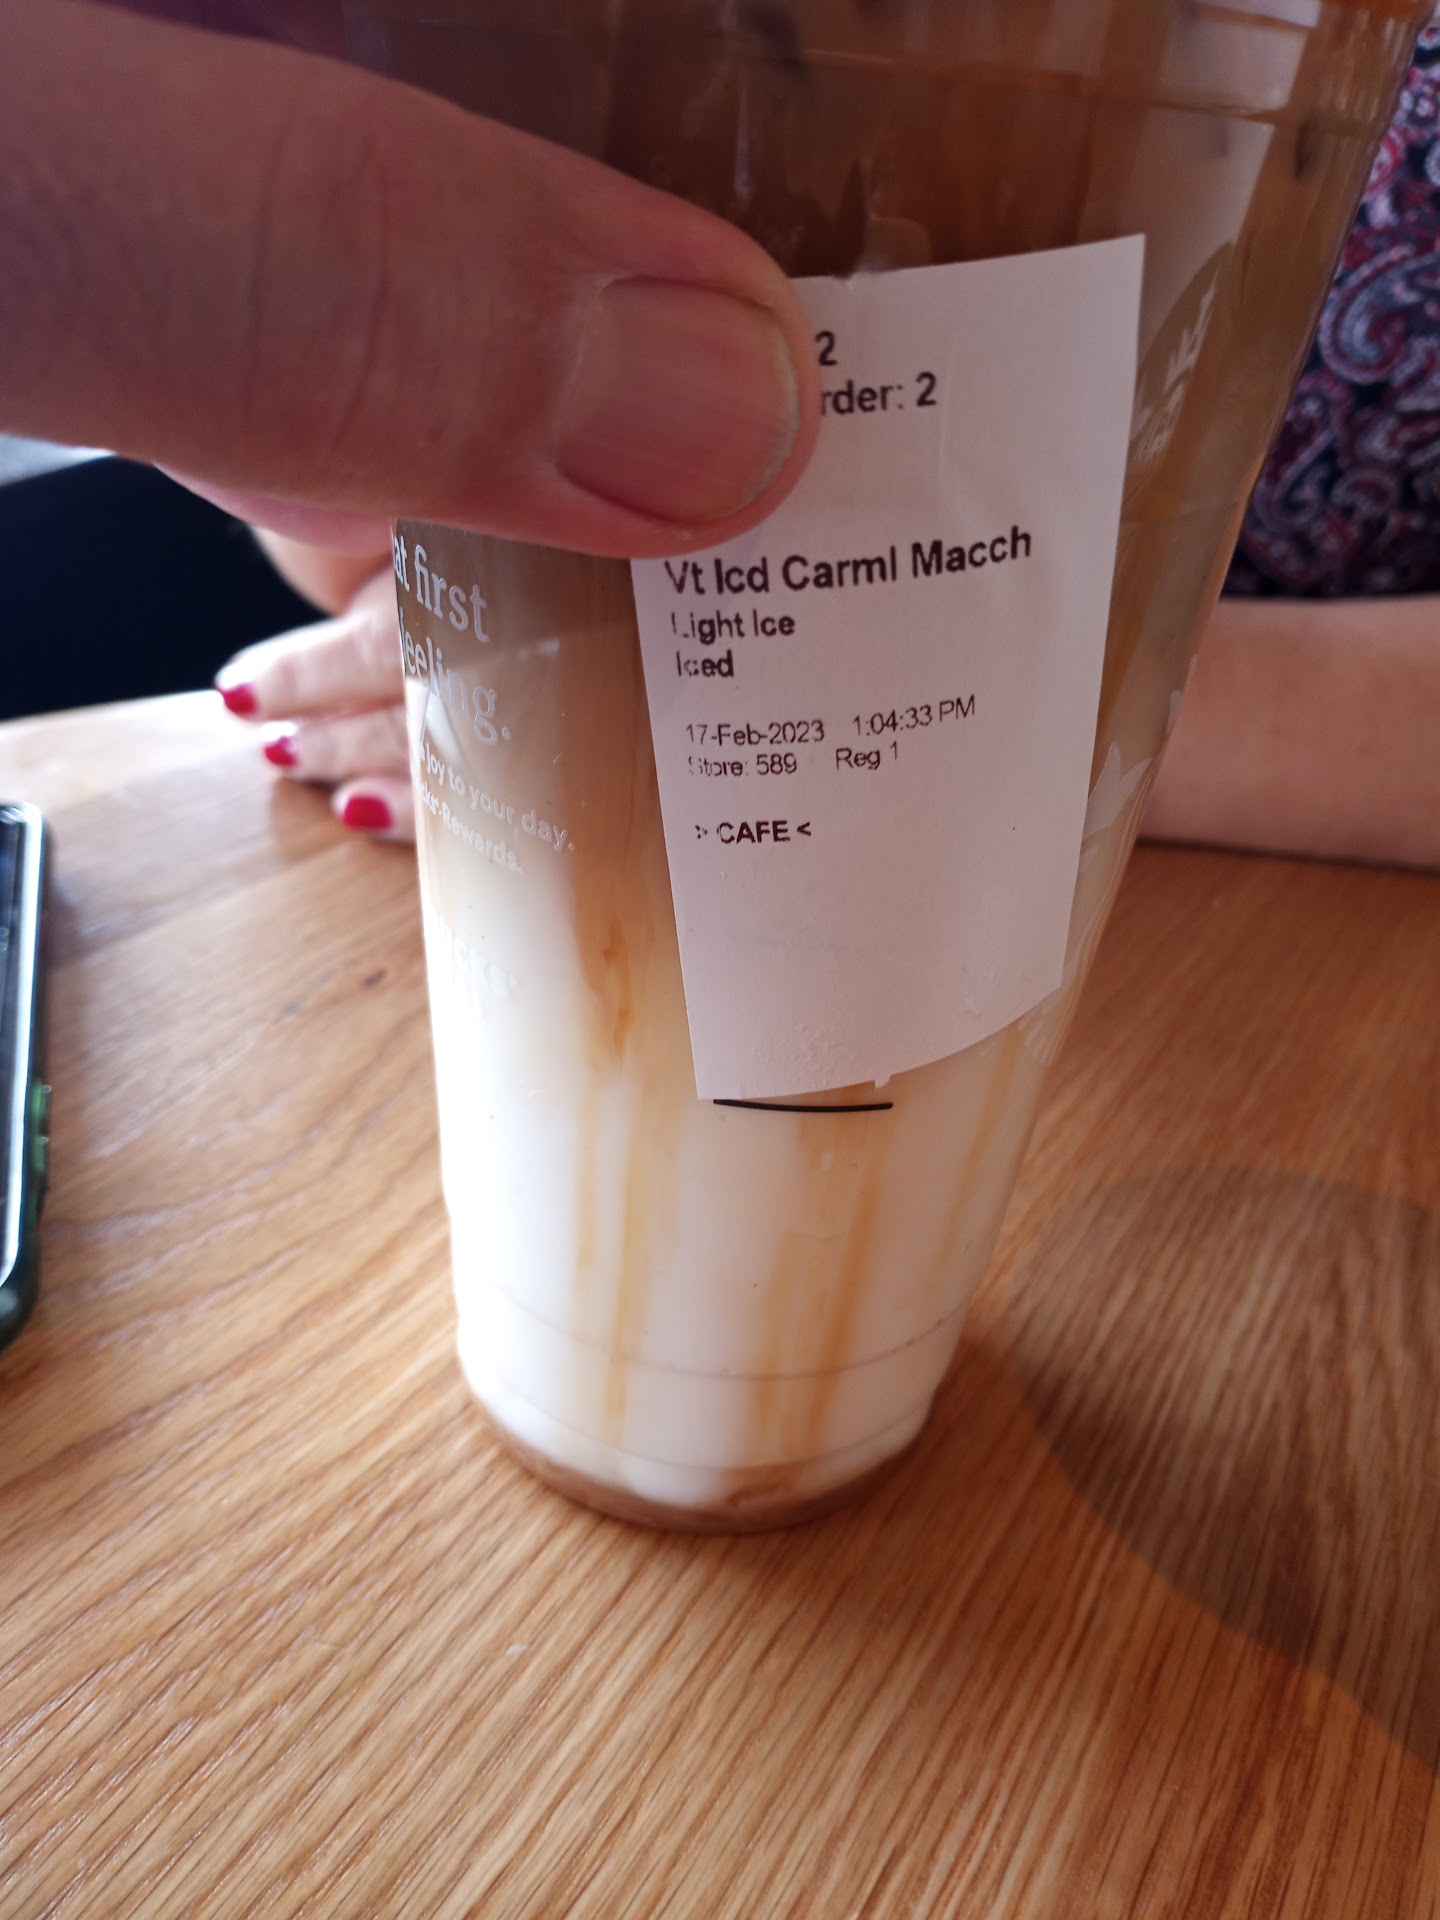 2
rder: 2
Vt Icd Carml Macch
Light Ice
Iced
17-Feb-2023 1:04:33 PM
Store: 589 Reg 1
> CAFE <
at first
feeling.
joy to your day.
Rewards.